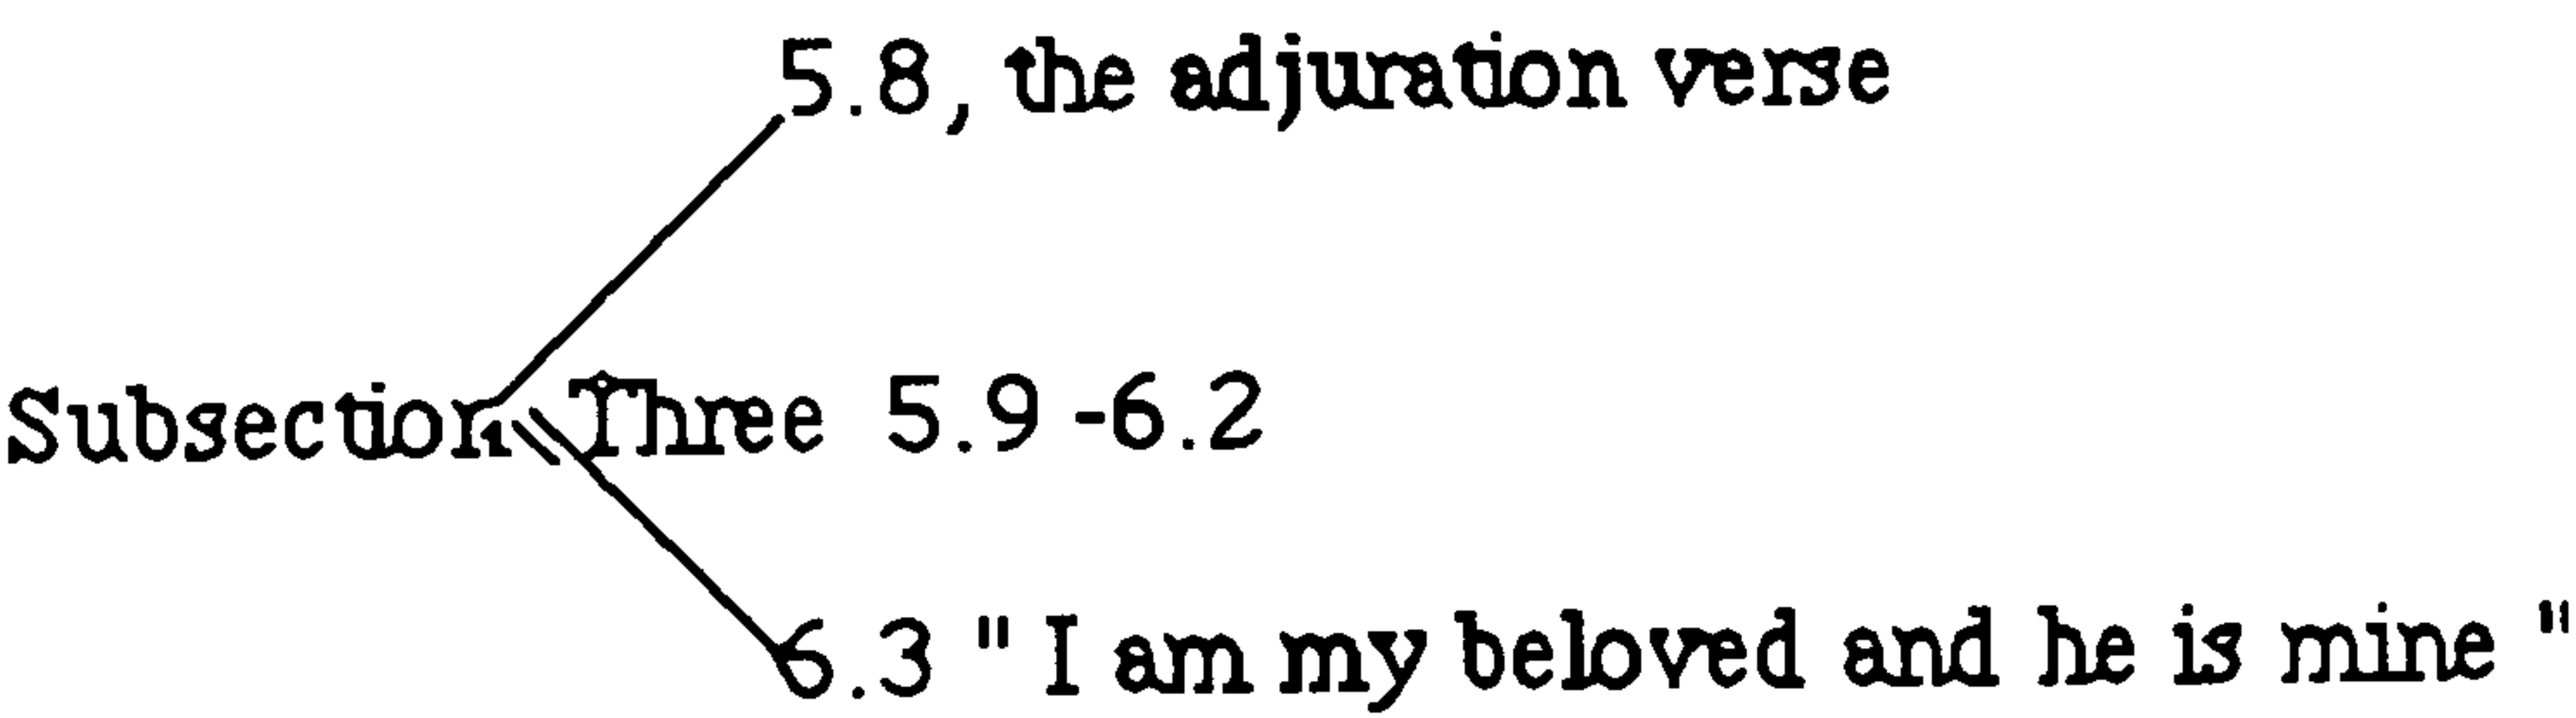 5.8, the adjuration verse
Subsection Three 5.9 -6.2
6.3 " I am my beloved and he is mine "